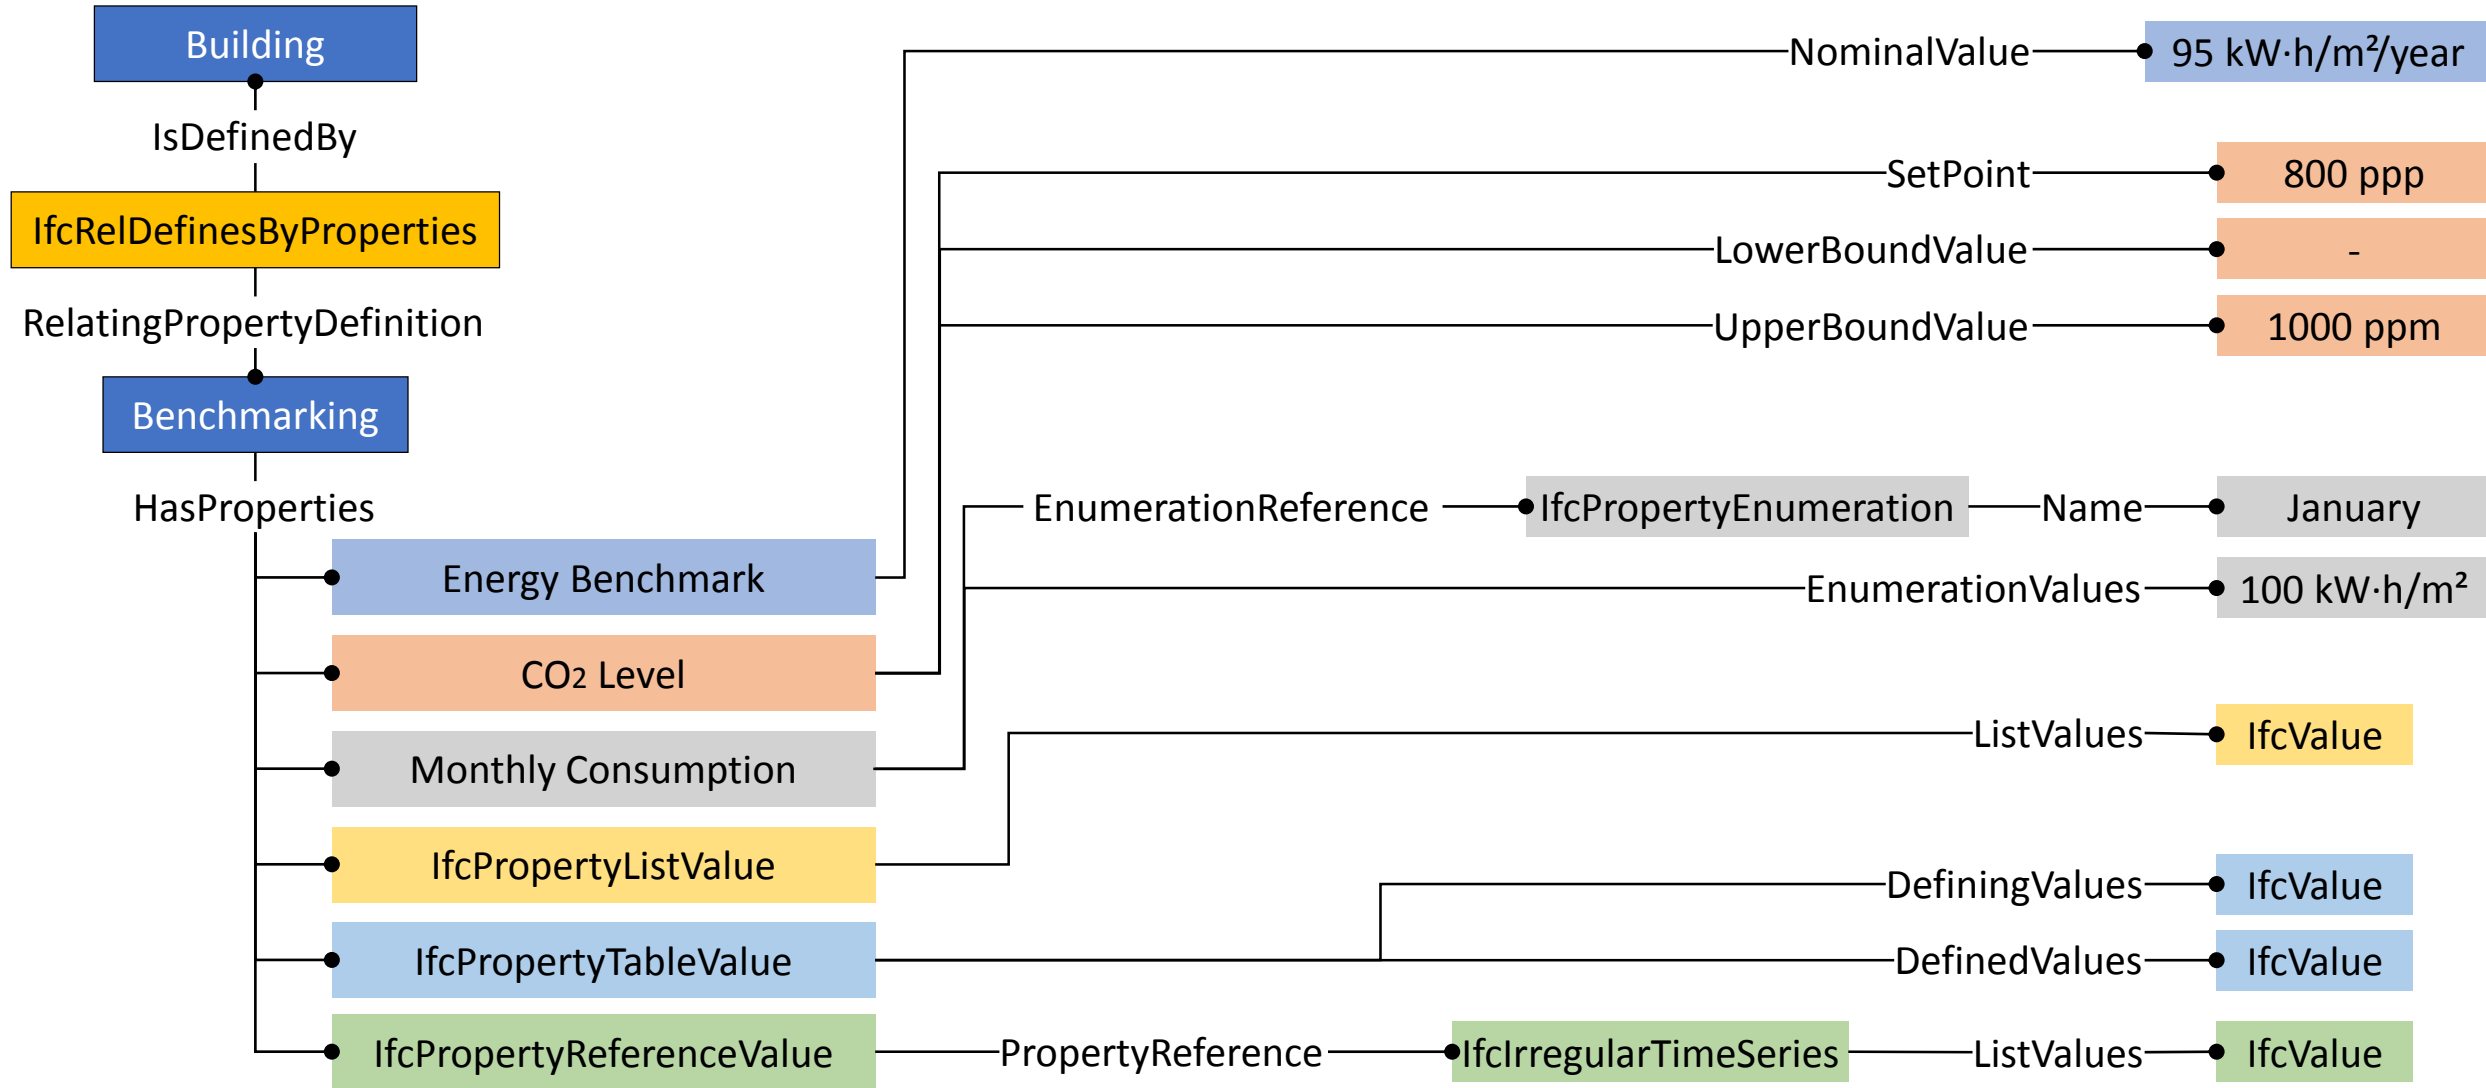 Building
IsDefinedBy
IfcRelDefinesByProperties
RelatingPropertyDefinition
Benchmarking
HasProperties
Energy Benchmark
NominalValue
95 kW·h/m²/year
CO2 Level
SetPoint
800 ppp
LowerBoundValue
-
UpperBoundValue
1000 ppm
Monthly Consumption
EnumerationReference
IfcPropertyEnumeration
Name
January
EnumerationValues
100 kW·h/m²
IfcPropertyListValue
ListValues
IfcValue
IfcPropertyTableValue
DefiningValues
IfcValue
DefinedValues
IfcValue
IfcPropertyReferenceValue
PropertyReference
IfcIrregularTimeSeries
ListValues
IfcValue